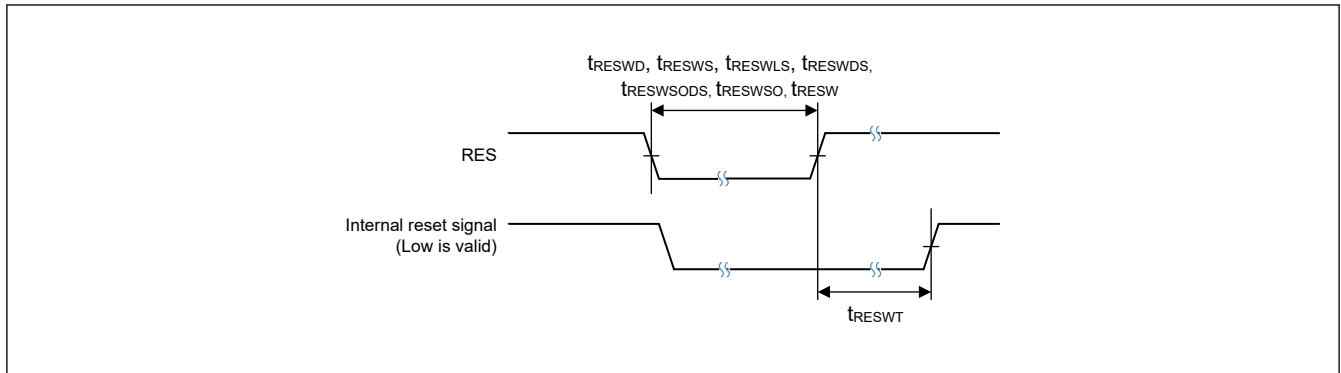 tRESWD, tRESWS, tRESWLS, tRESWDS,
tRESWSODS, tRESWSO, tRESW
RES
Internal reset signal
(Low is valid)
tRESWT